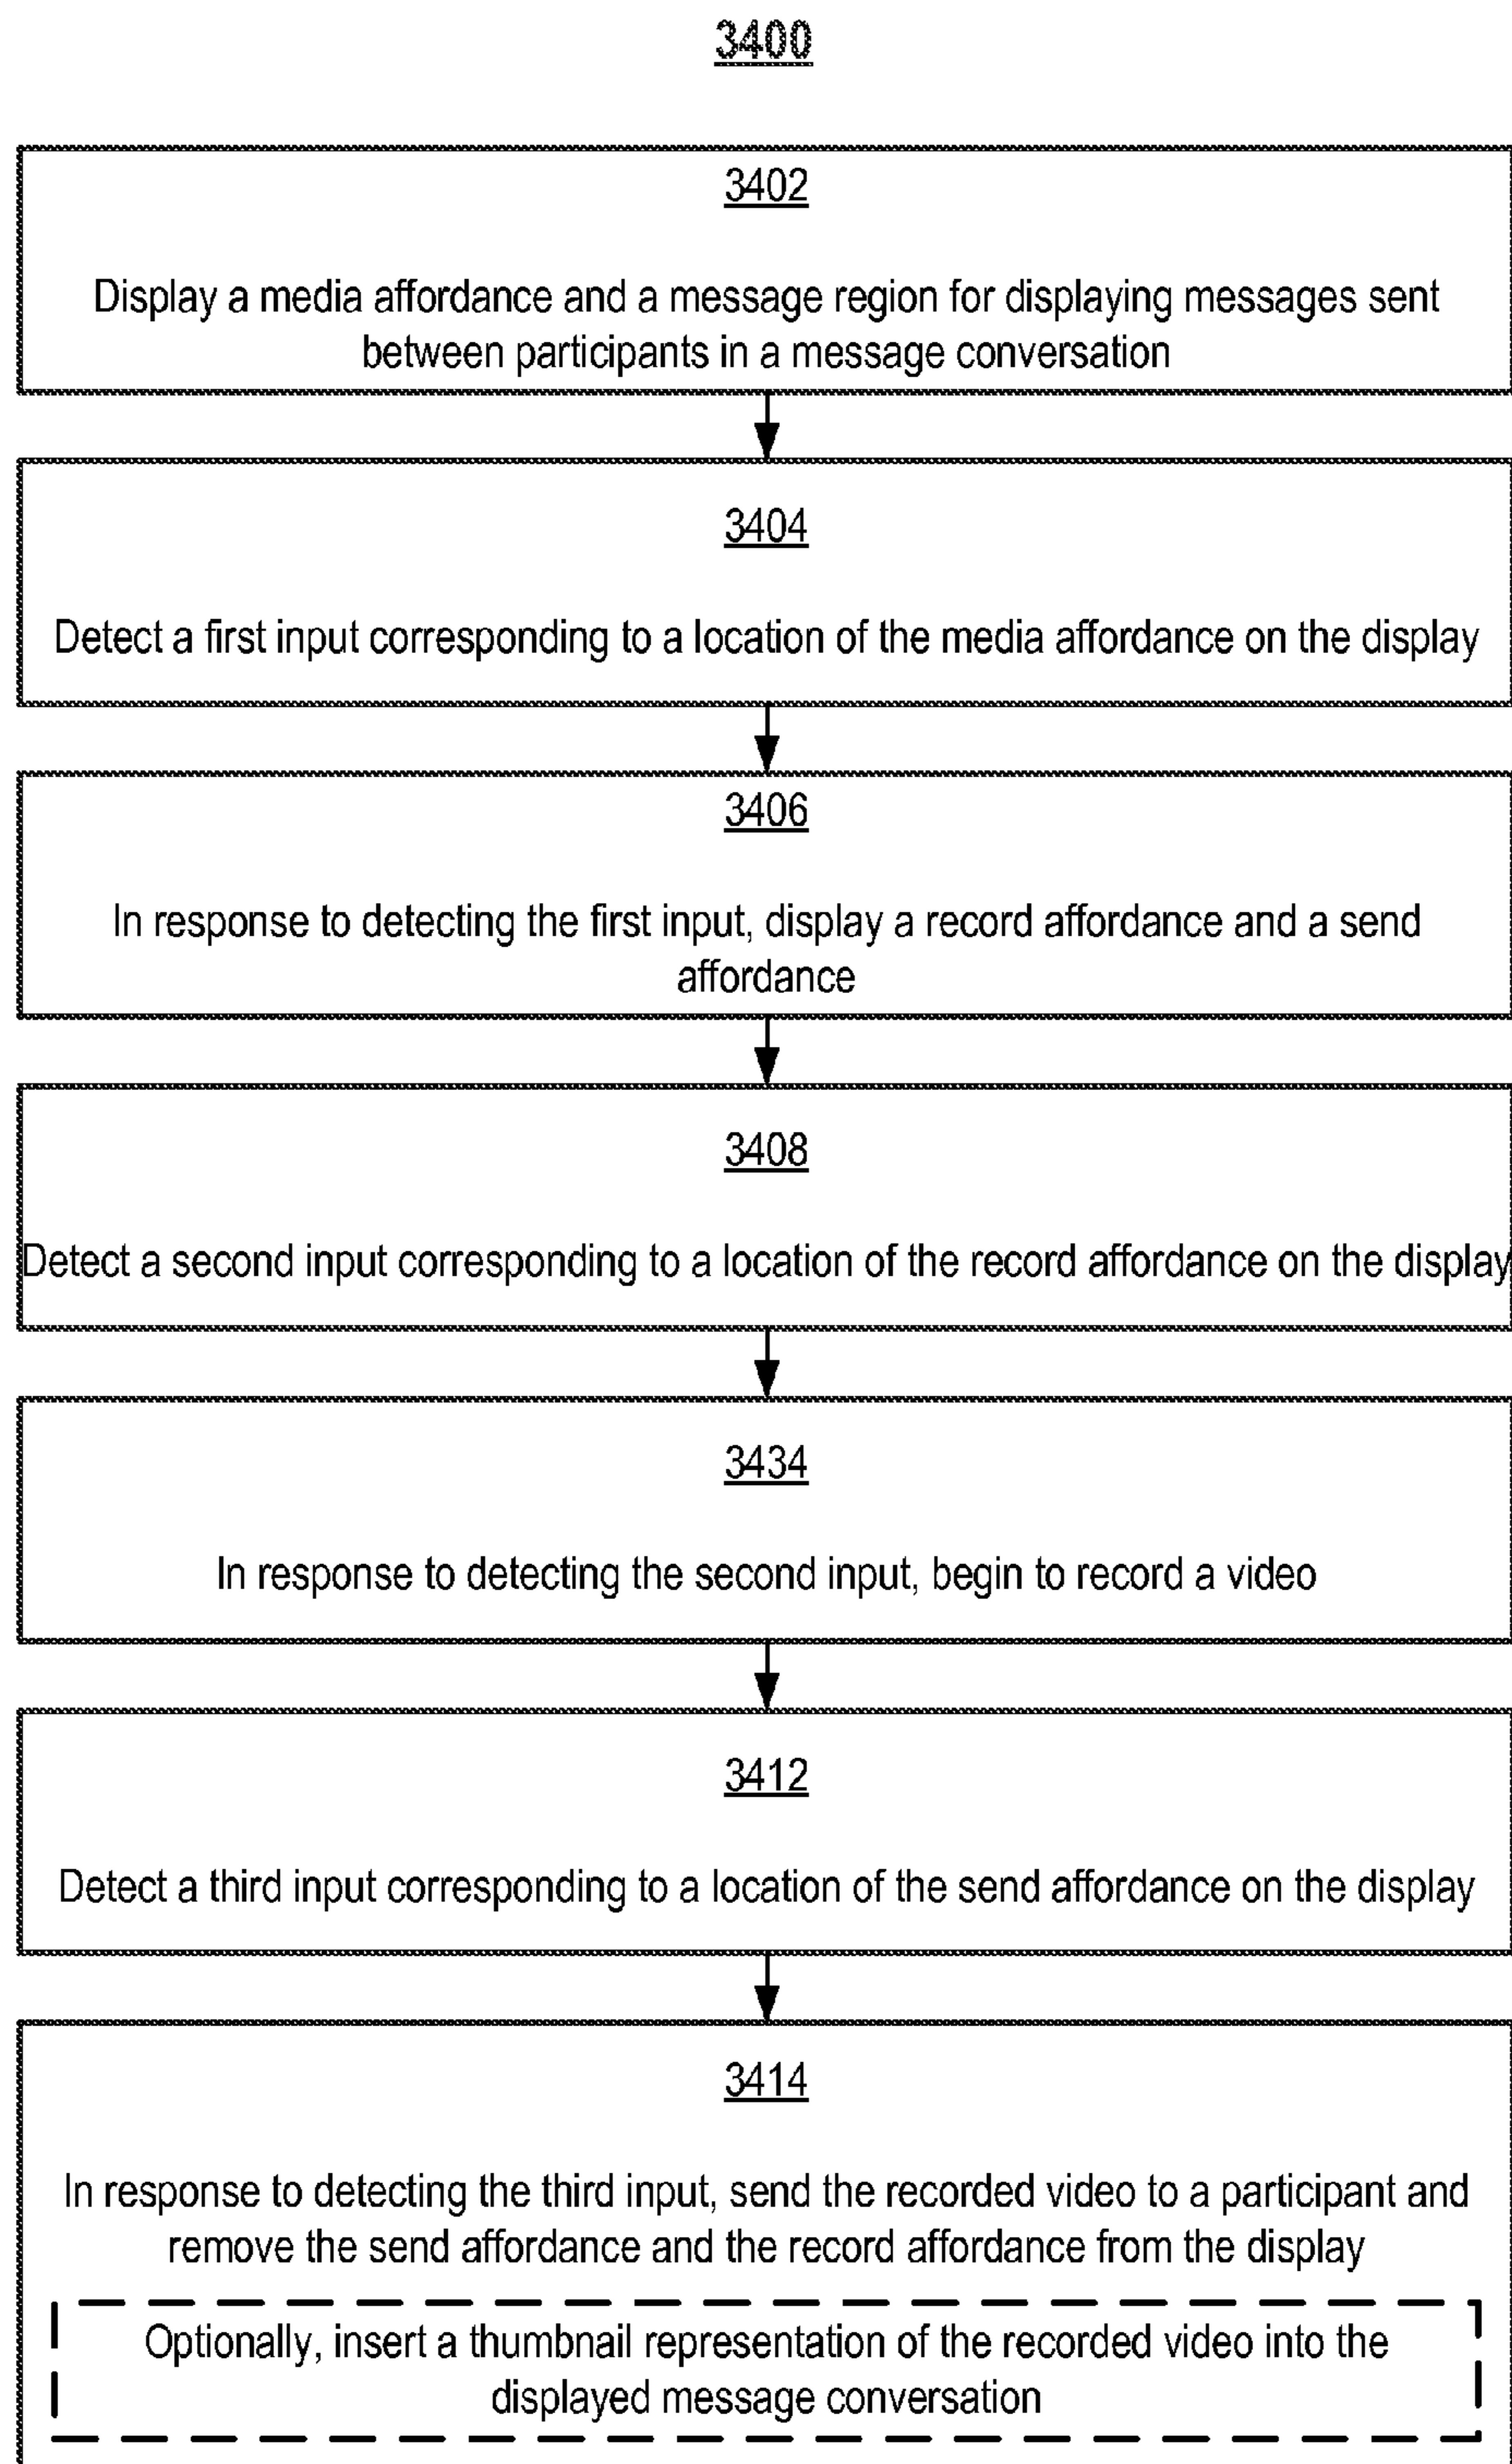 3400
3402
Display a media affordance and a message region for displaying messages sent
between participants in a message conversation
3404
Detect a first input corresponding to a location of the media affordance on the display
3406
In response to detecting the first input, display a record affordance and a send
affordance
3408
Detect a second input corresponding to a location of the record affordance on the display
3434
In response to detecting the second input, begin to record a video
3412
Detect a third input corresponding to a location of the send affordance on the display
3414
In response to detecting the third input, send the recorded video to a participant and
remove the send affordance and the record affordance from the display
Optionally, insert a thumbnail representation of the recorded video into the
displayed message conversation